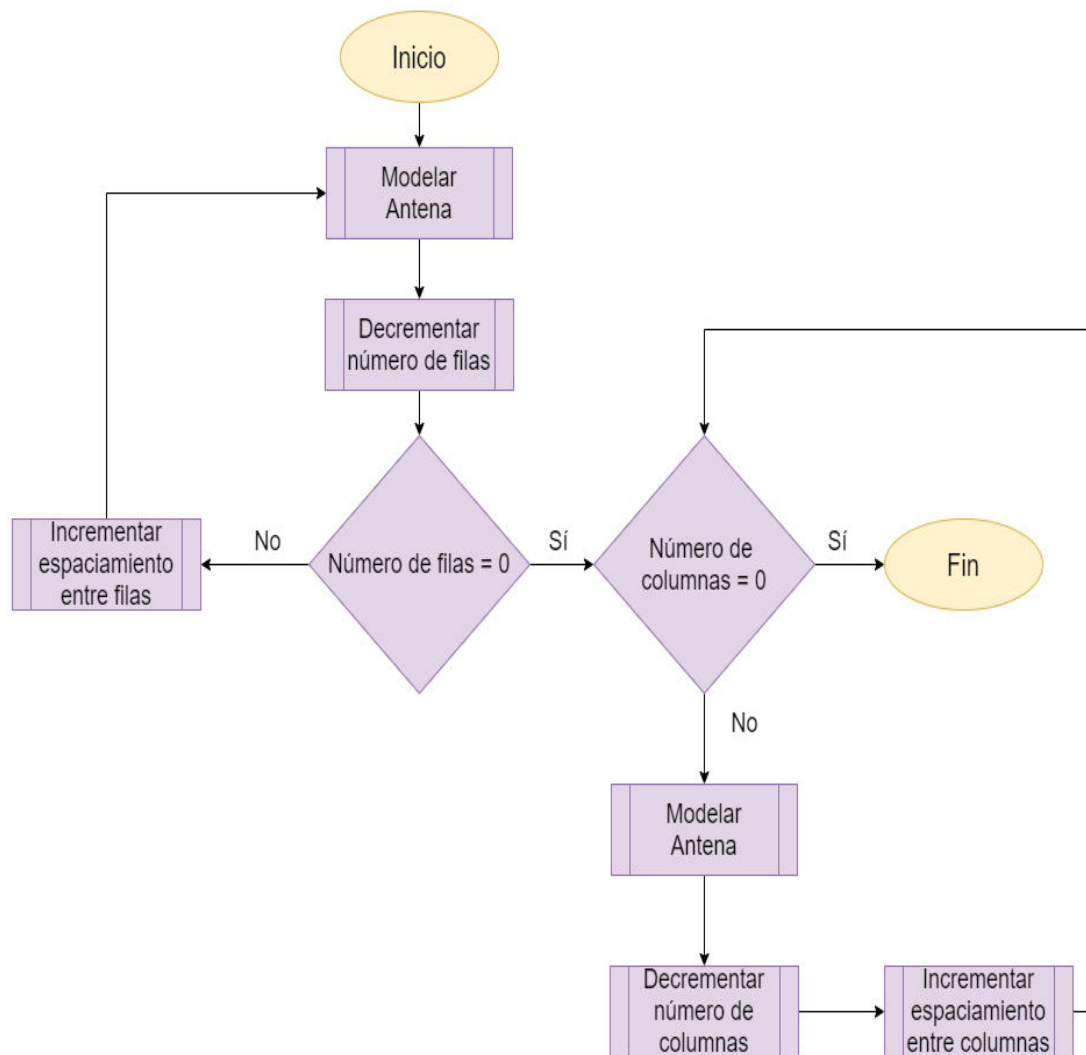 Inicio
Modelar
Antena
Decrementar
número de filas
Incrementar
espaciamiento
entre filas
No
Número de filas = 0
Sí
Número de
columnas = 0
Sí
Fin
No
Modelar
Antena
Decrementar
número de
columnas
Incrementar
espaciamiento
entre columnas